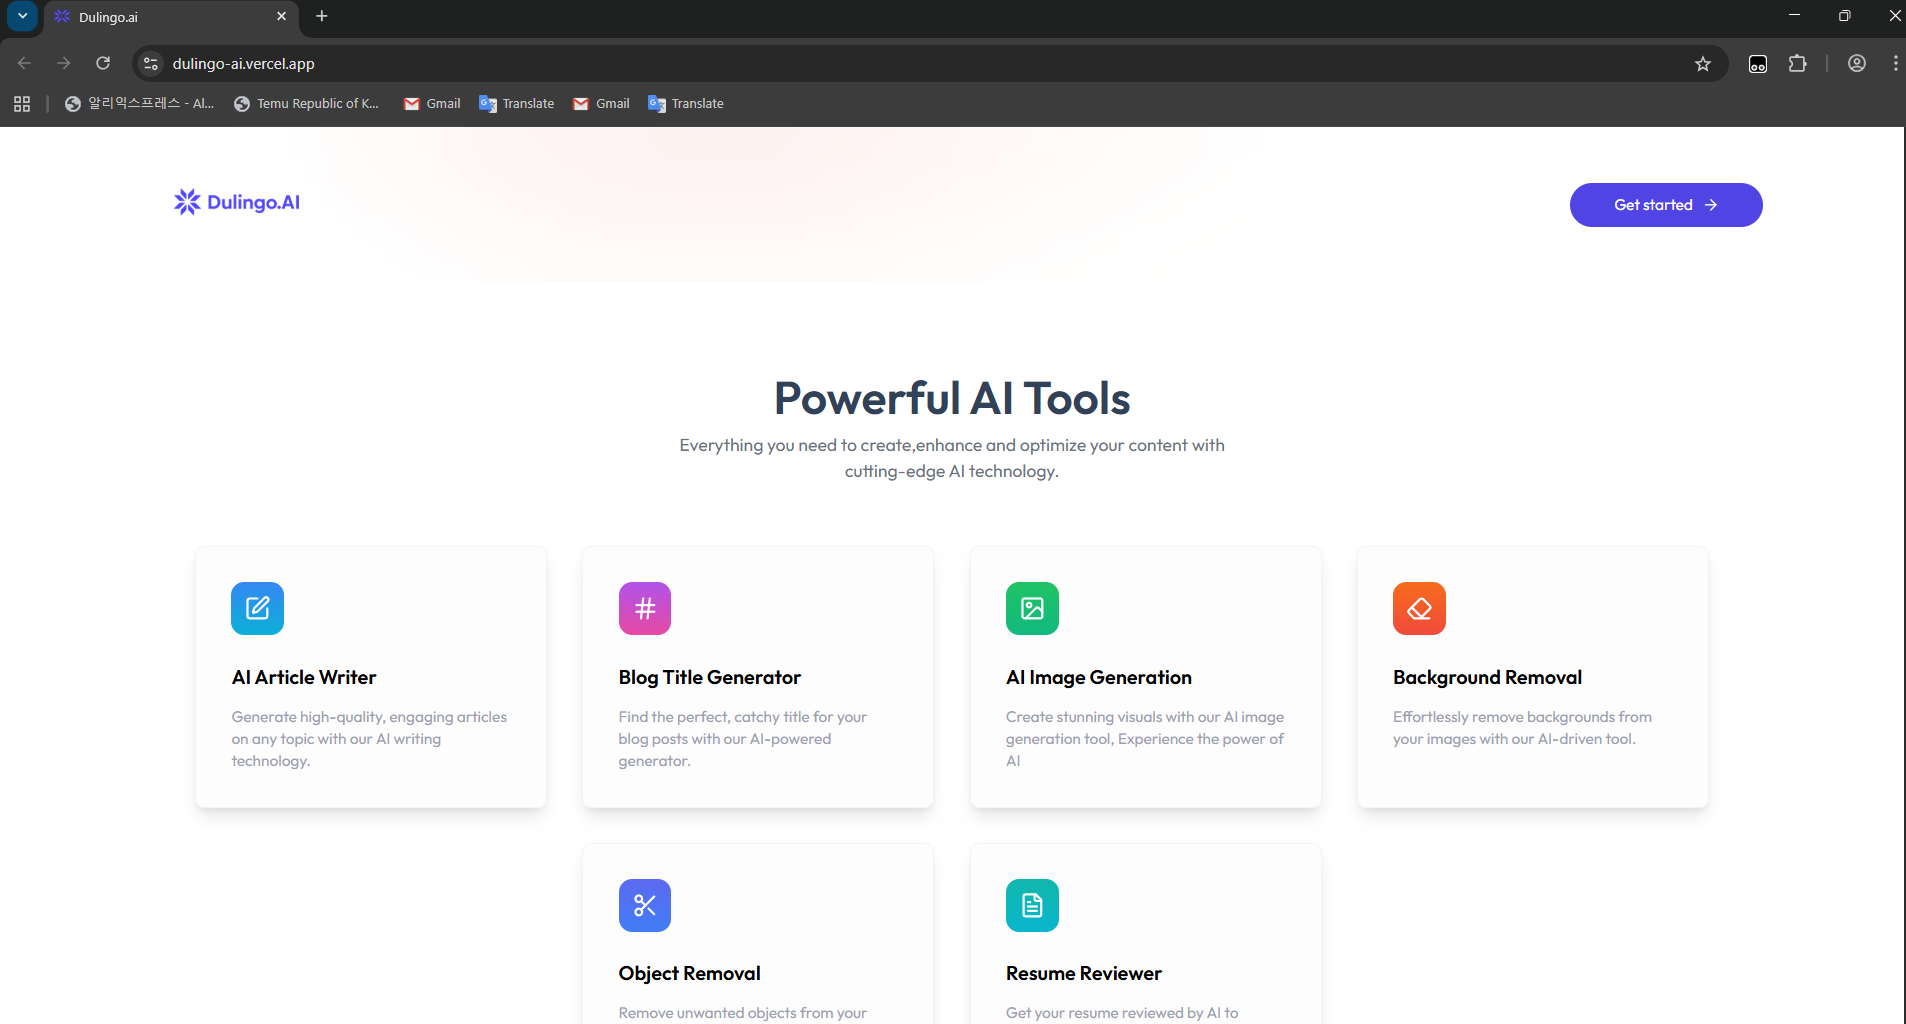 Dulingo.ai
dulingo-ai.vercel.app
알리익스프레스 - Al...
Temu Republic of K...
Gmail
Translate
Gmail
Translate
Dulingo.AI
Get started
Powerful AI Tools
Everything you need to create,enhance and optimize your content with
cutting-edge AI technology.
AI Article Writer
Generate high-quality, engaging articles
on any topic with our AI writing
technology.
Blog Title Generator
Find the perfect, catchy title for your
blog posts with our AI-powered
generator.
AI Image Generation
Create stunning visuals with our AI image
generation tool, Experience the power of
AI
Background Removal
Effortlessly remove backgrounds from
your images with our AI-driven tool.
Object Removal
Remove unwanted objects from your
Resume Reviewer
Get your resume reviewed by AI to